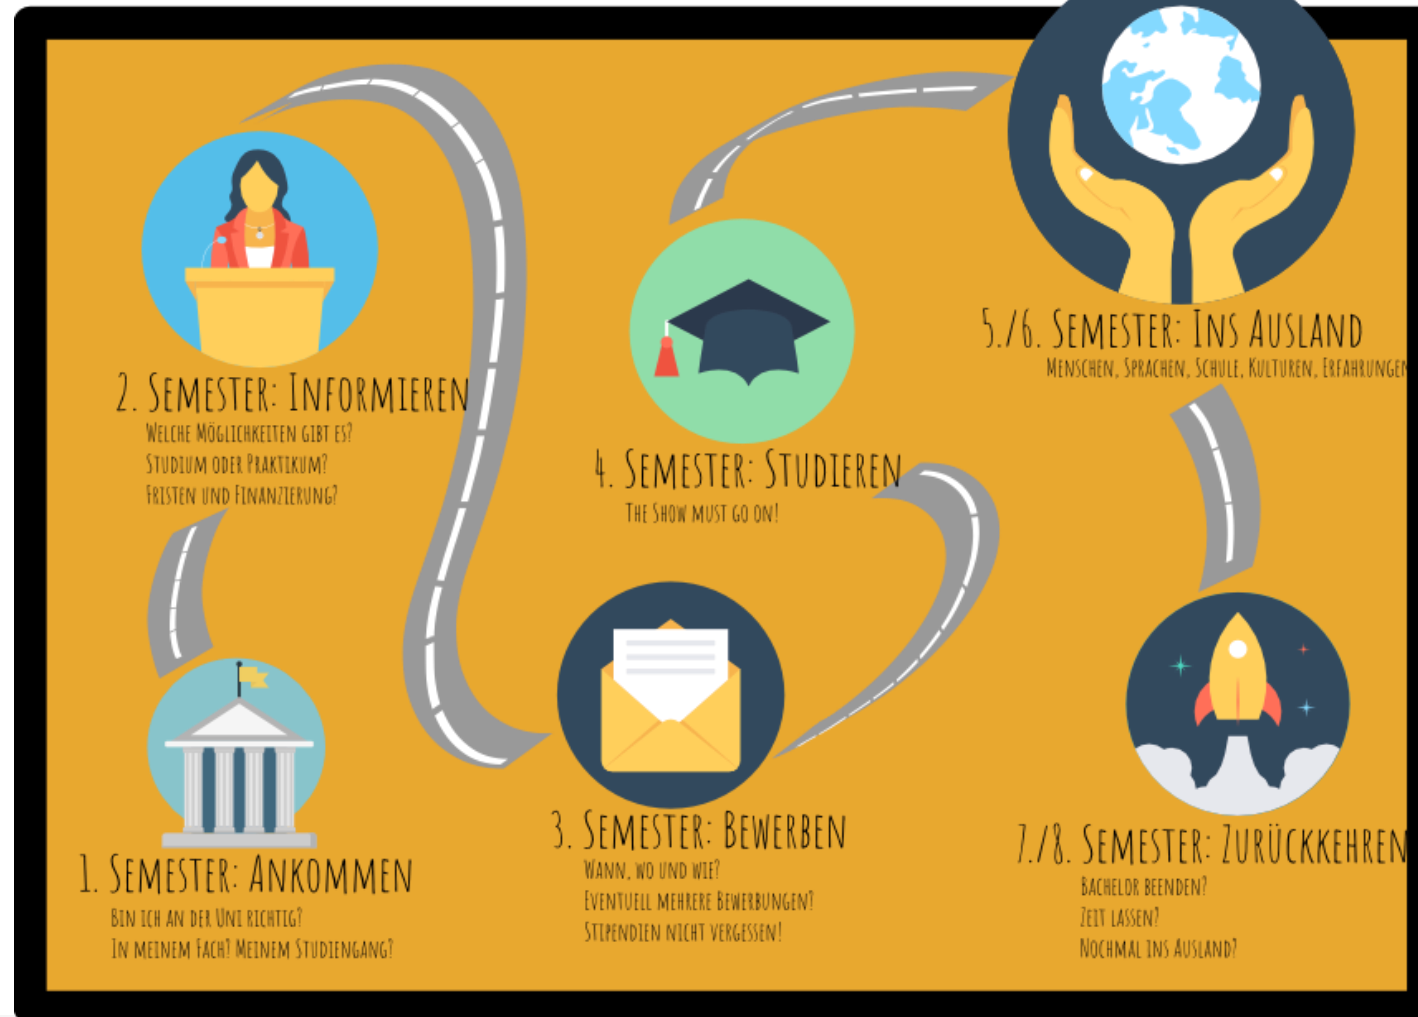 1. Semester: Ankommen
Bin ich an der Uni richtig?
In meinem Fach? Meinem Studiengang?
2. Semester: Informieren
Welche Möglichkeiten gibt es?
Studium oder Praktikum?
Fristen und Finanzierung?
3. Semester: Bewerben
Wann, wo und wie?
Eventuell mehrere Bewerbungen?
Stipendien nicht vergessen!
4. Semester: Studieren
The Show must go on!
5./6. Semester: Ins Ausland
Menschen, Sprachen, Schule, Kulturen, Erfahrungen
7./8. Semester: Zurückkehren
Bachelor beenden?
Zeit lassen?
Nochmal ins Ausland?